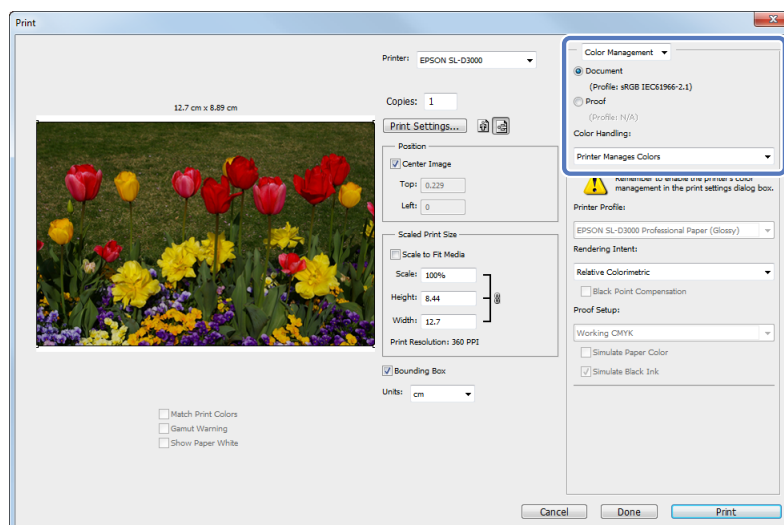 Print
12.7 cm x 8.89 cm
Match Print Colors
Gamut Warning
Show Paper White
Printer: EPSON SL-D3000
Copies: 1
Print Settings...
Position
Center Image
Top: 0.229
Left: 0
Scaled Print Size
Scale to Fit Media
Scale: 100%
Height: 8.44
Width: 12.7
Print Resolution: 360 PPI
Bounding Box
Units: cm
Color Management
Document
(Profile: sRGB IEC61966-2.1)
Proof
(Profile: N/A)
Color Handling:
Printer Manages Colors
Remember to enable the printer's color
management in the print settings dialog box.
Printer Profile:
EPSON SL-D3000 Professional Paper (Glossy)
Rendering Intent:
Relative Colorimetric
Black Point Compensation
Proof Setup:
Working CMYK
Simulate Paper Color
Simulate Black Ink
Cancel
Done
Print